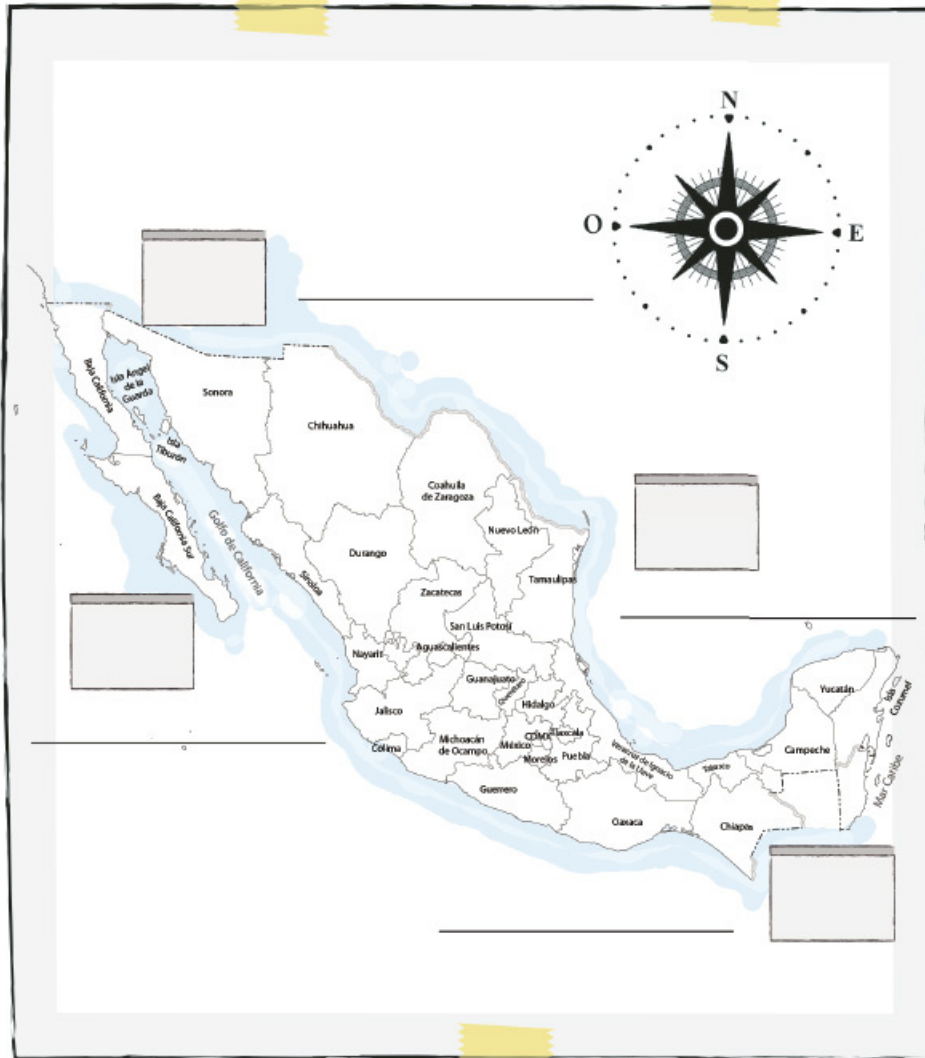 N
O
E
S
Baja California
Isla Ángel
de la
Guarda
Sonora
Isla
Tiburón
Chihuahua
Coahulla
de Zaragoza
Nuevo León
Golfo de California
Baja California Sur
Sinaloa
Durango
Tamaulipas
Zacatecas
San Luis Potosí
Nayarit
Aguascalientes
Guanajuato
Querétaro
Hidalgo
Yucatán
Isla
Cozumel
Jalisco
Colima
Michoacán
de Ocampo
México
CDMX
Tlaxcala
Morelos
Puebla
Veracruz de Ignacio
de la Llave
Tabasco
Campeche
Mar Caribe
Guerrero
Oaxaca
Chiapas